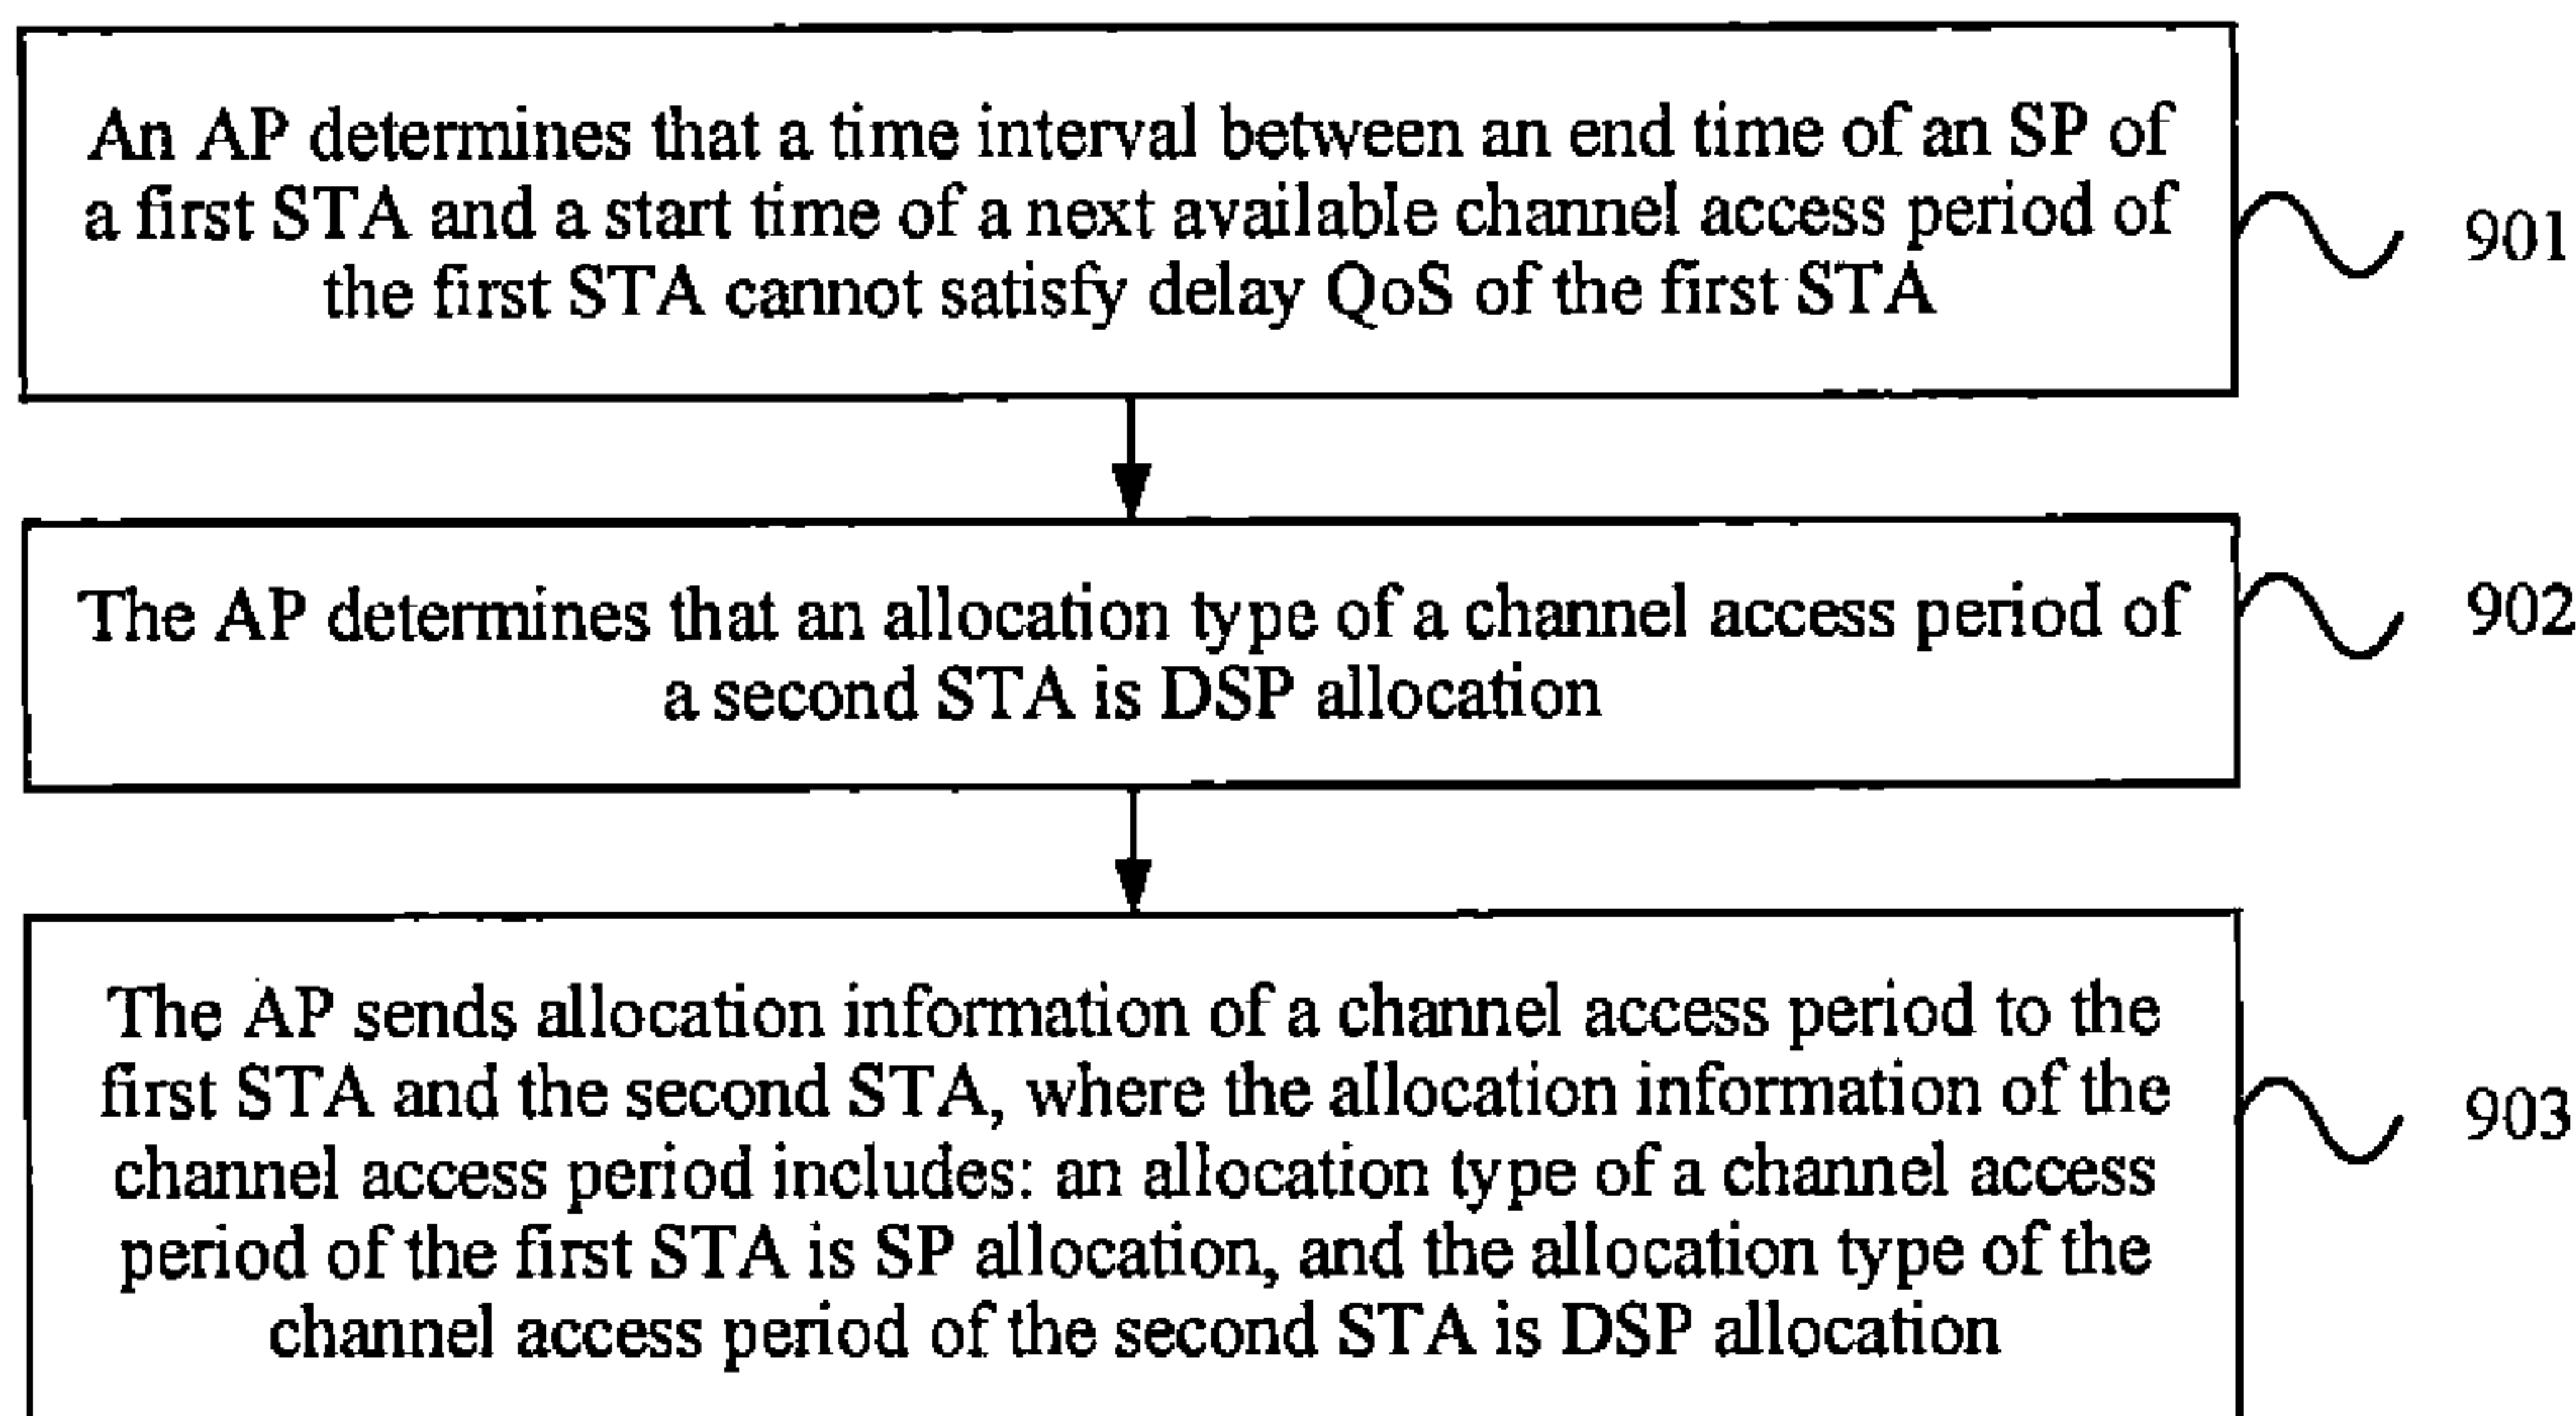 An AP determines that a time interval between an end time of an SP of
a first STA and a start time of a next available channel access period of
the first STA cannot satisfy delay QoS of the first STA
901
The AP determines that an allocation type of a channel access period of
a second STA is DSP allocation
902
The AP sends allocation information of a channel access period to the
first STA and the second STA, where the allocation information of the
channel access period includes: an allocation type of a channel access
period of the first STA is SP allocation, and the allocation type of the
channel access period of the second STA is DSP allocation
903